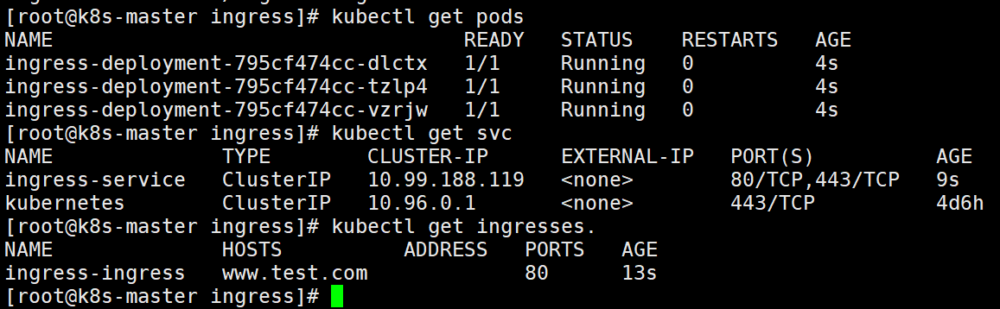 [root@k8s-master ingress]# kubectl get pods
NAME READY STATUS RESTARTS AGE
ingress-deployment-795cf474cc-dlctx 1/1 Running 0 4s
ingress-deployment-795cf474cc-tzlp4 1/1 Running 0 4s
ingress-deployment-795cf474cc-vzrjw 1/1 Running 0 4s
[root@k8s-master ingress]# kubectl get svc
NAME TYPE CLUSTER-IP EXTERNAL-IP PORT(S) AGE
ingress-service ClusterIP 10.99.188.119 <none> 80/TCP,443/TCP 9s
kubernetes ClusterIP 10.96.0.1 <none> 443/TCP 4d6h
[root@k8s-master ingress]# kubectl get ingresses.
NAME HOSTS ADDRESS PORTS AGE
ingress-ingress www.test.com 80 13s
[root@k8s-master ingress]#